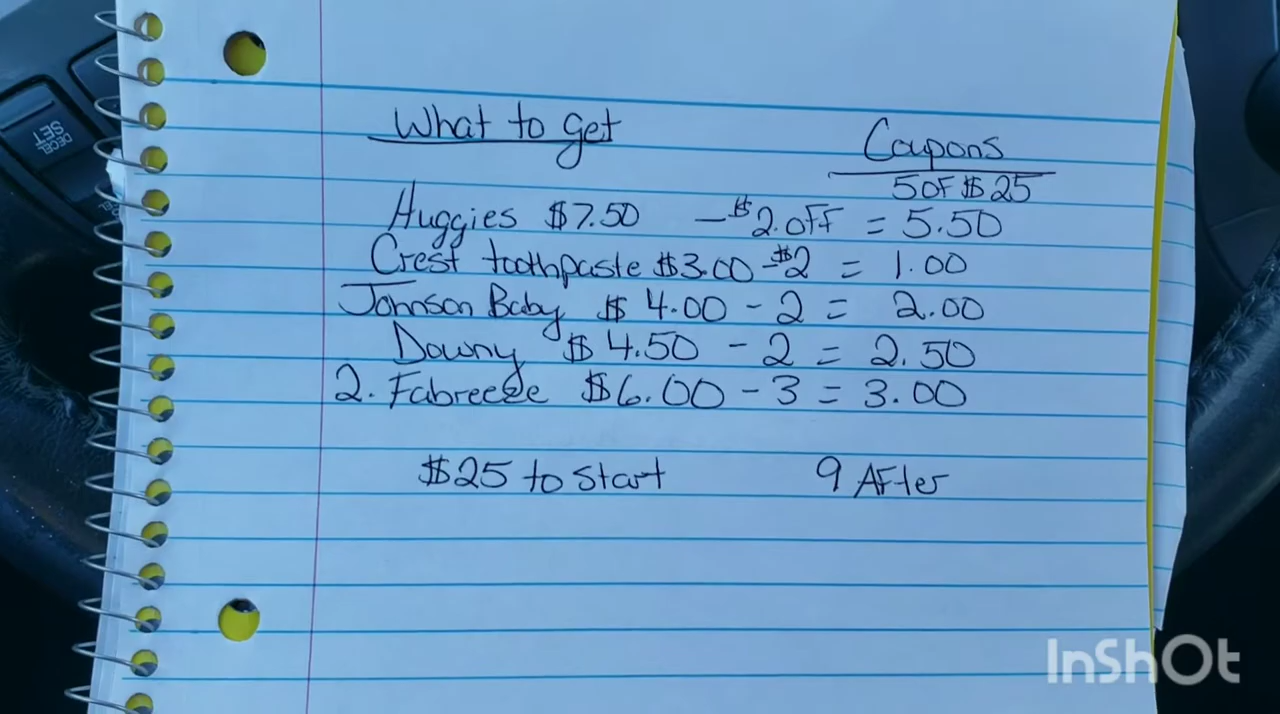 What to get
Coupons
5 OF $25
Huggies $7.50 -$2.off = 5.50
Crest toothpaste $3.00 -$2 = 1.00
Johnson Baby $4.00 - 2 = 2.00
Downy $4.50 - 2 = 2.50
2. Fabreeze $6.00 - 3 = 3.00
$25 to start 9 After
DECEL
SET
InShOt